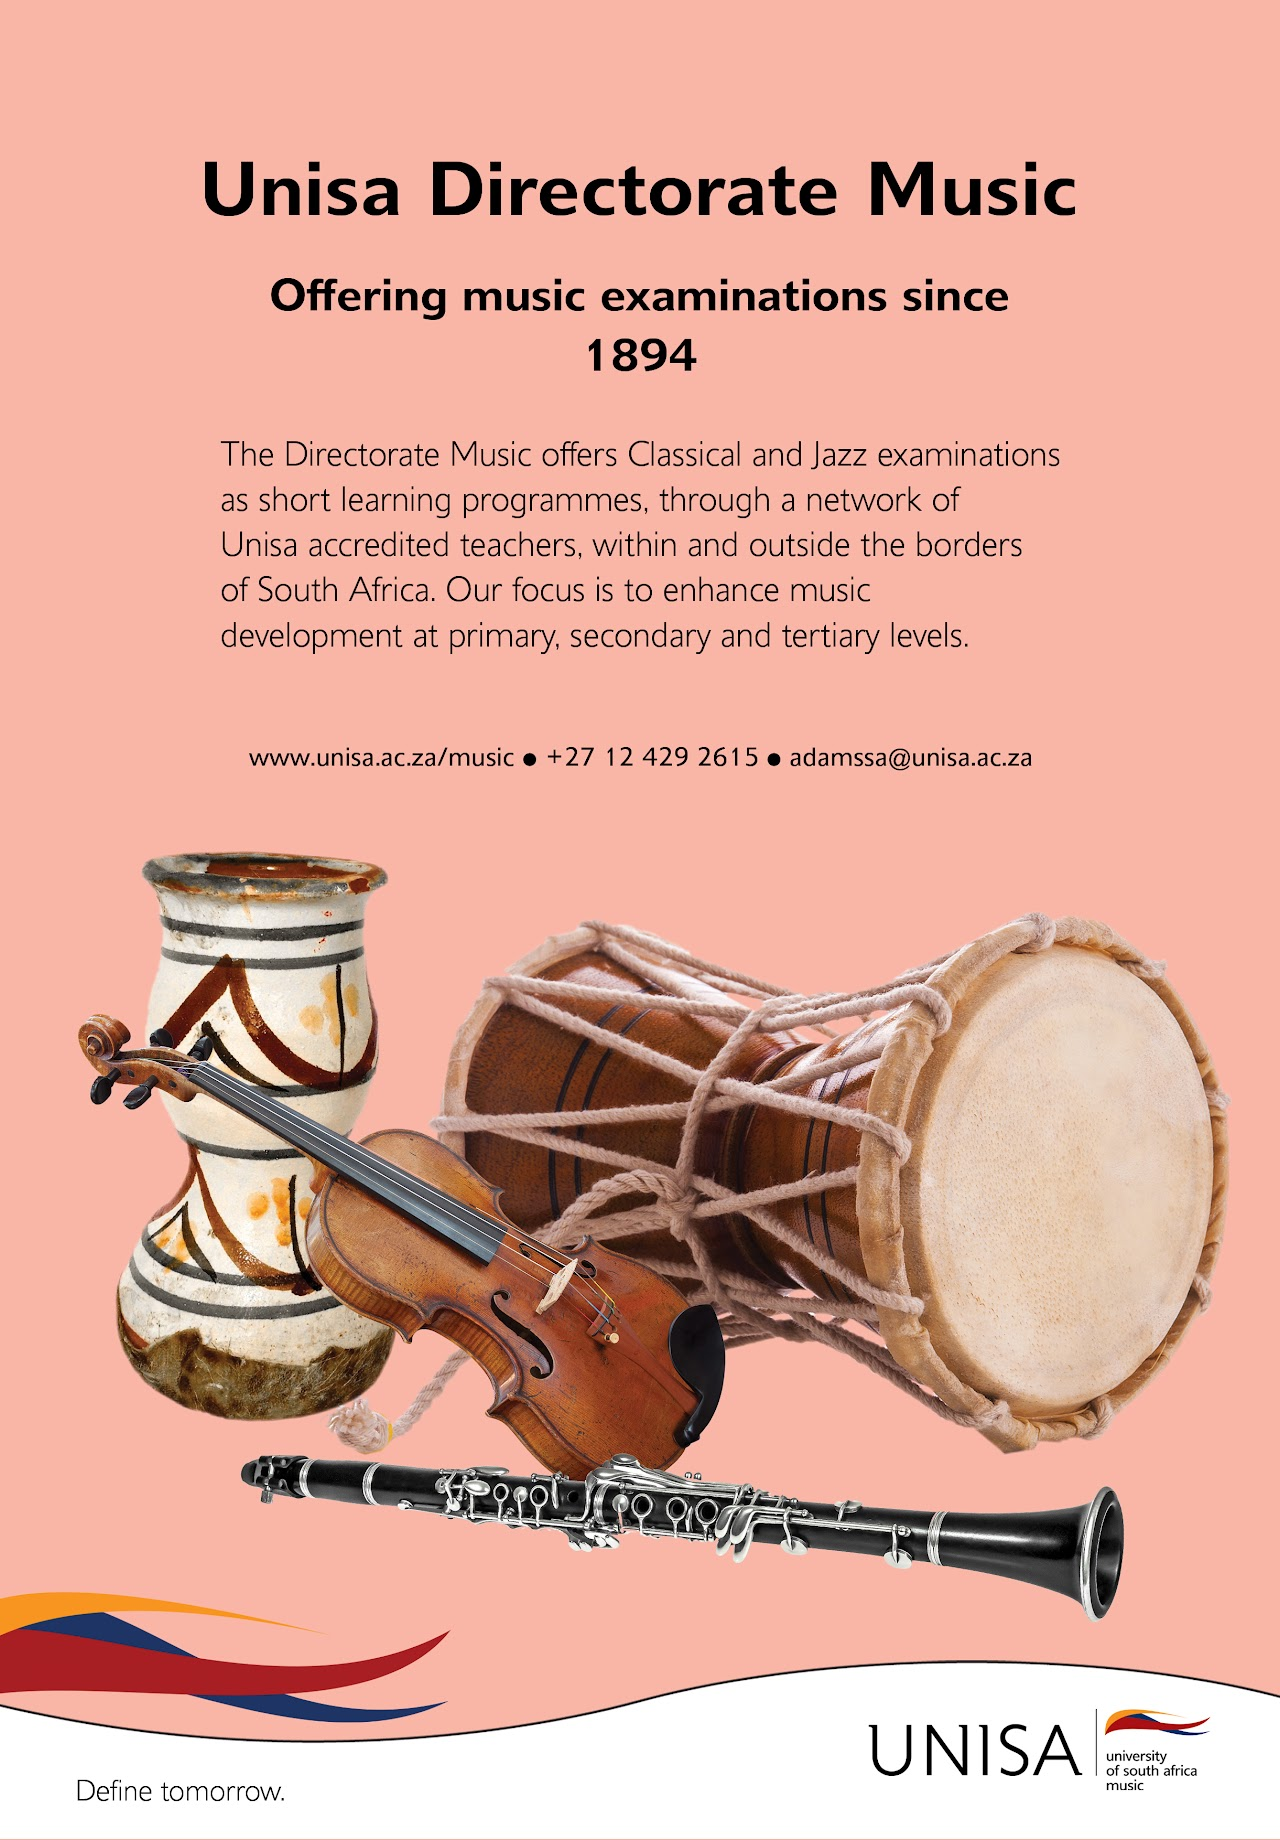 Unisa Directorate Music
Offering music examinations since
1894
The Directorate Music offers Classical and Jazz examinations
as short learning programmes, through a network of
Unisa accredited teachers, within and outside the borders
of South Africa. Our focus is to enhance music
development at primary, secondary and tertiary levels.
www.unisa.ac.za/music ● +27 12 429 2615 ● adamssa@unisa.ac.za
Define tomorrow.
UNISA
university
of south africa
music